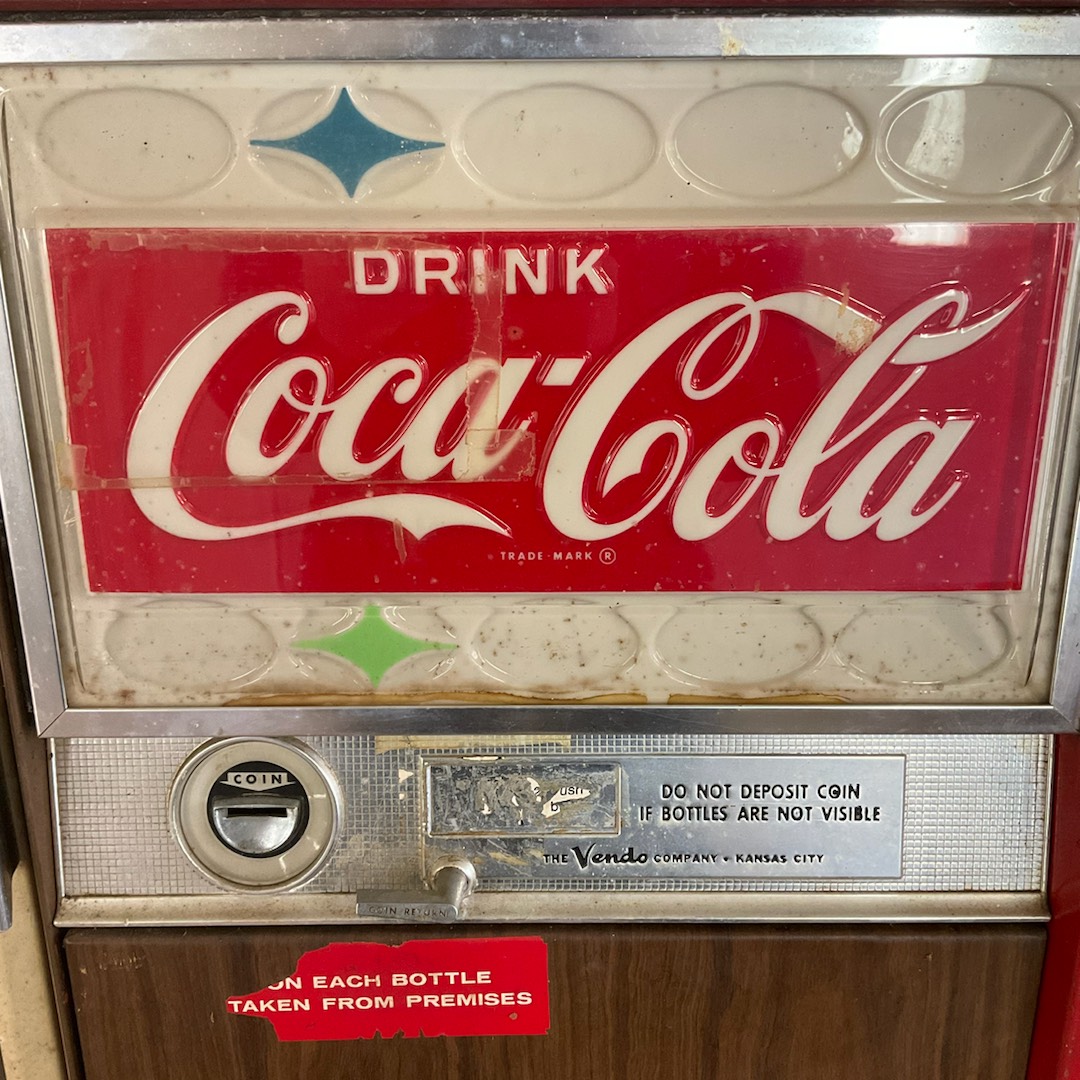 DRINK
Coca-Cola
TRADE-MARK ®
COIN
ush
b
DO NOT DEPOSIT COIN
IF BOTTLES ARE NOT VISIBLE
THE Vendo COMPANY • KANSAS CITY
COIN RETURN
ON EACH BOTTLE
TAKEN FROM PREMISES